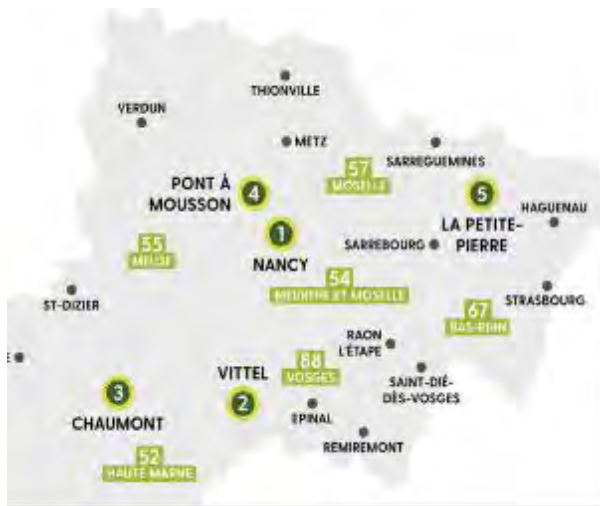 THIONVILLE
VERDUN
METZ
57
MOSELLE
SARREGUEMINES
PONT À
MOUSSON
4
5
LA PETITE-
PIERRE
HAGUENAU
1
NANCY
SARREBOURG
55
MEUSE
54
MEURTHE ET MOSELLE
ST-DIZIER
STRASBOURG
67
BAS-RHIN
RAON
L'ÉTAPE
88
VOSGES
VITTEL
2
SAINT-DIÉ-
DÈS-VOSGES
3
CHAUMONT
EPINAL
REMIREMONT
52
HAUTE MARNE